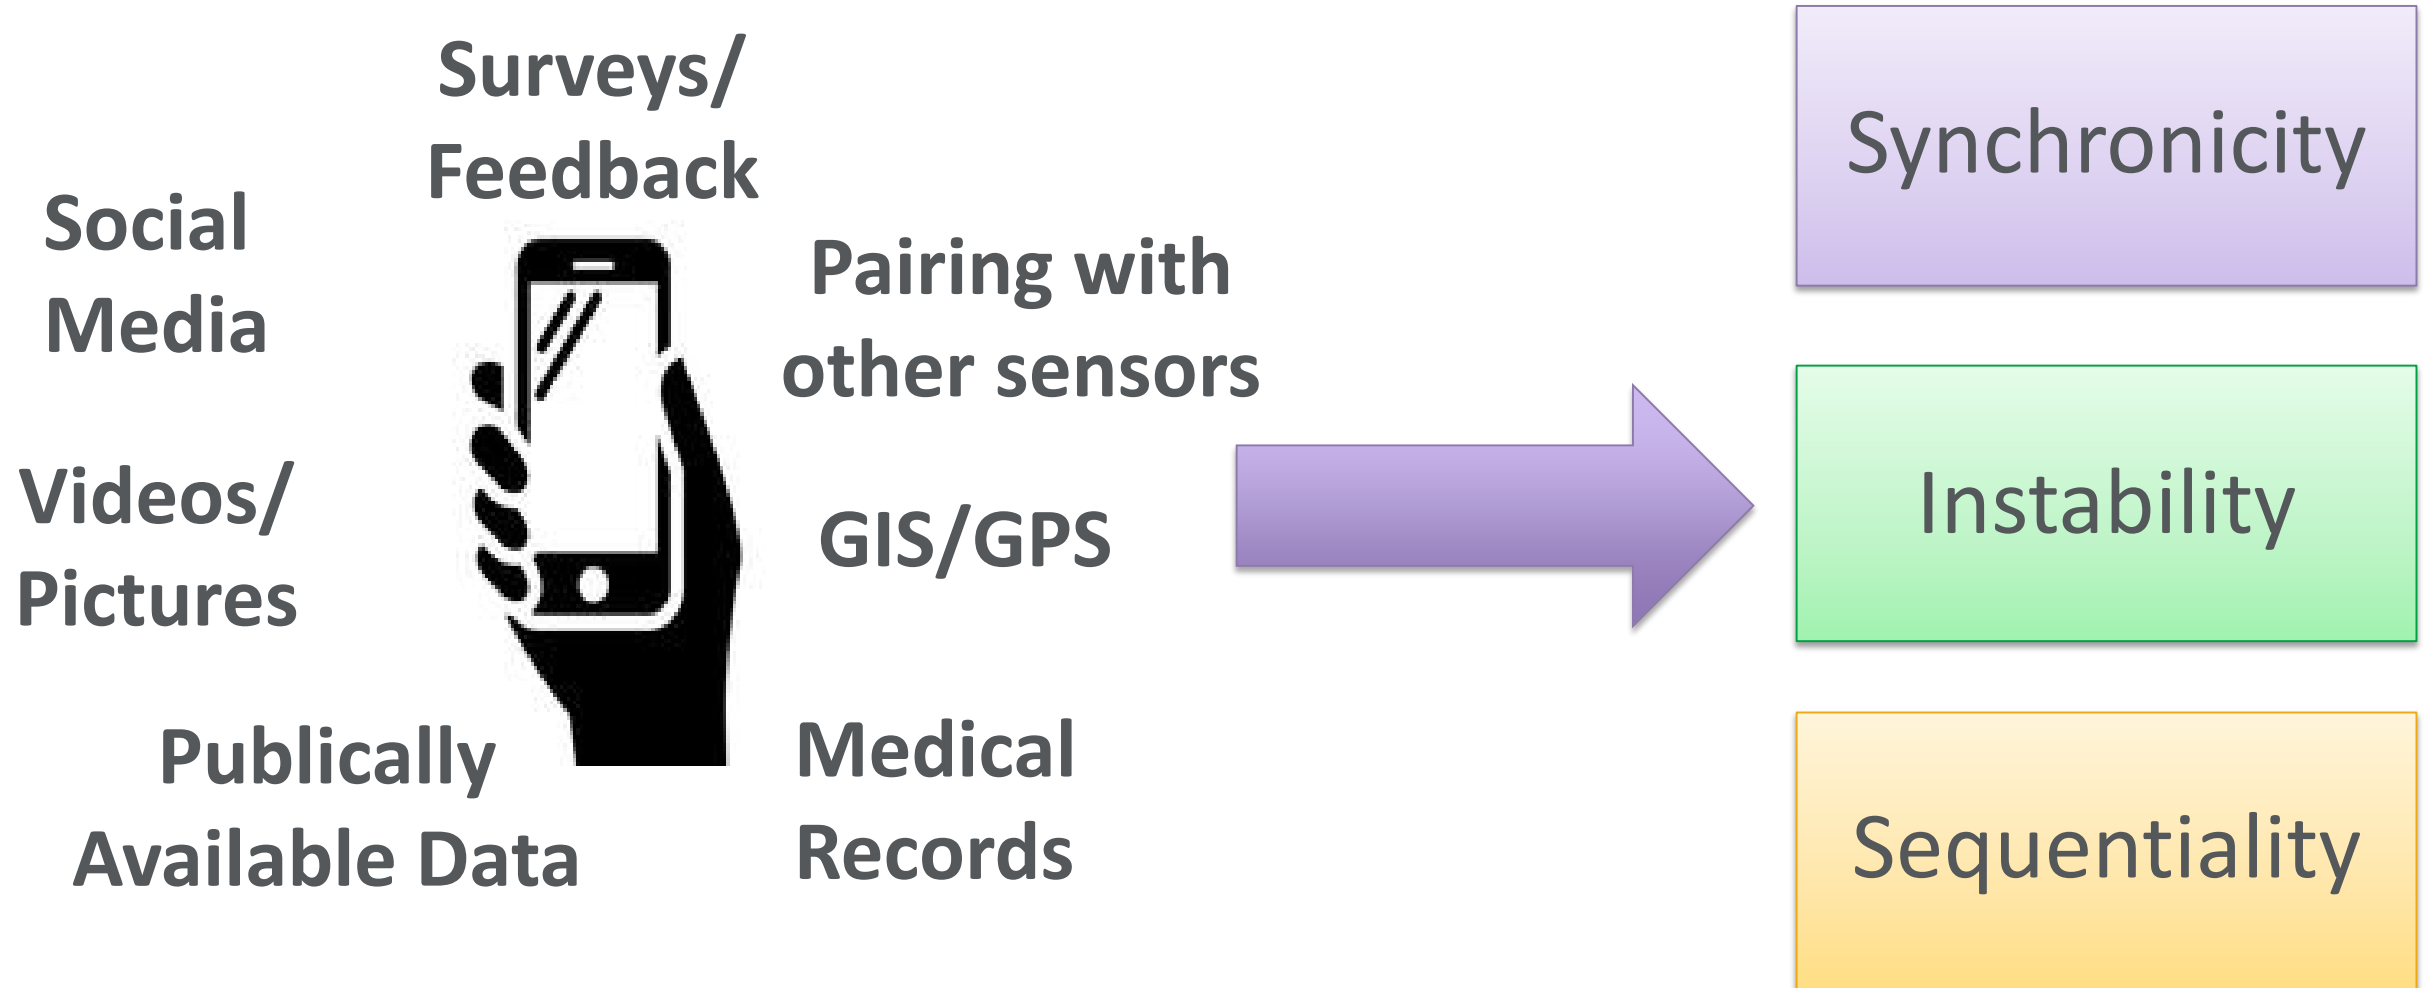 Surveys/
Feedback
Social
Media
Pairing with
other sensors
Videos/
Pictures
GIS/GPS
Publically
Available Data
Medical
Records
Synchronicity
Instability
Sequentiality